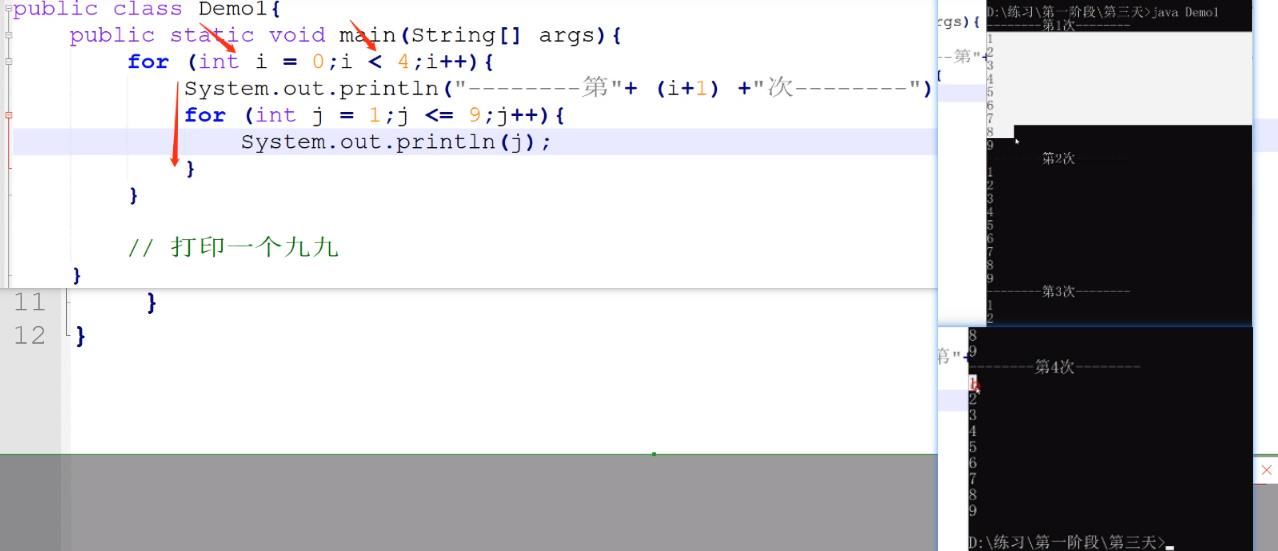 public class Demo1{
public static void main(String[] args){
for (int i = 0;i < 4;i++){
System.out.println("--------第"+ (i+1) +"次--------")
for (int j = 1;j <= 9;j++){
System.out.println(j);
}
}
// 打印一个九九
}
11 }
12 }
rgs){
--第"+
{
D:\练习\第一阶段\第三天>java Demo1
--------第1次--------
1
2
3
4
5
6
7
8
9
第2次
1
2
3
4
5
6
7
8
9
--------第3次--------
1
2
第"+
8
9
--------第4次--------
2
3
4
5
6
7
8
9
D:\练习\第一阶段\第三天>